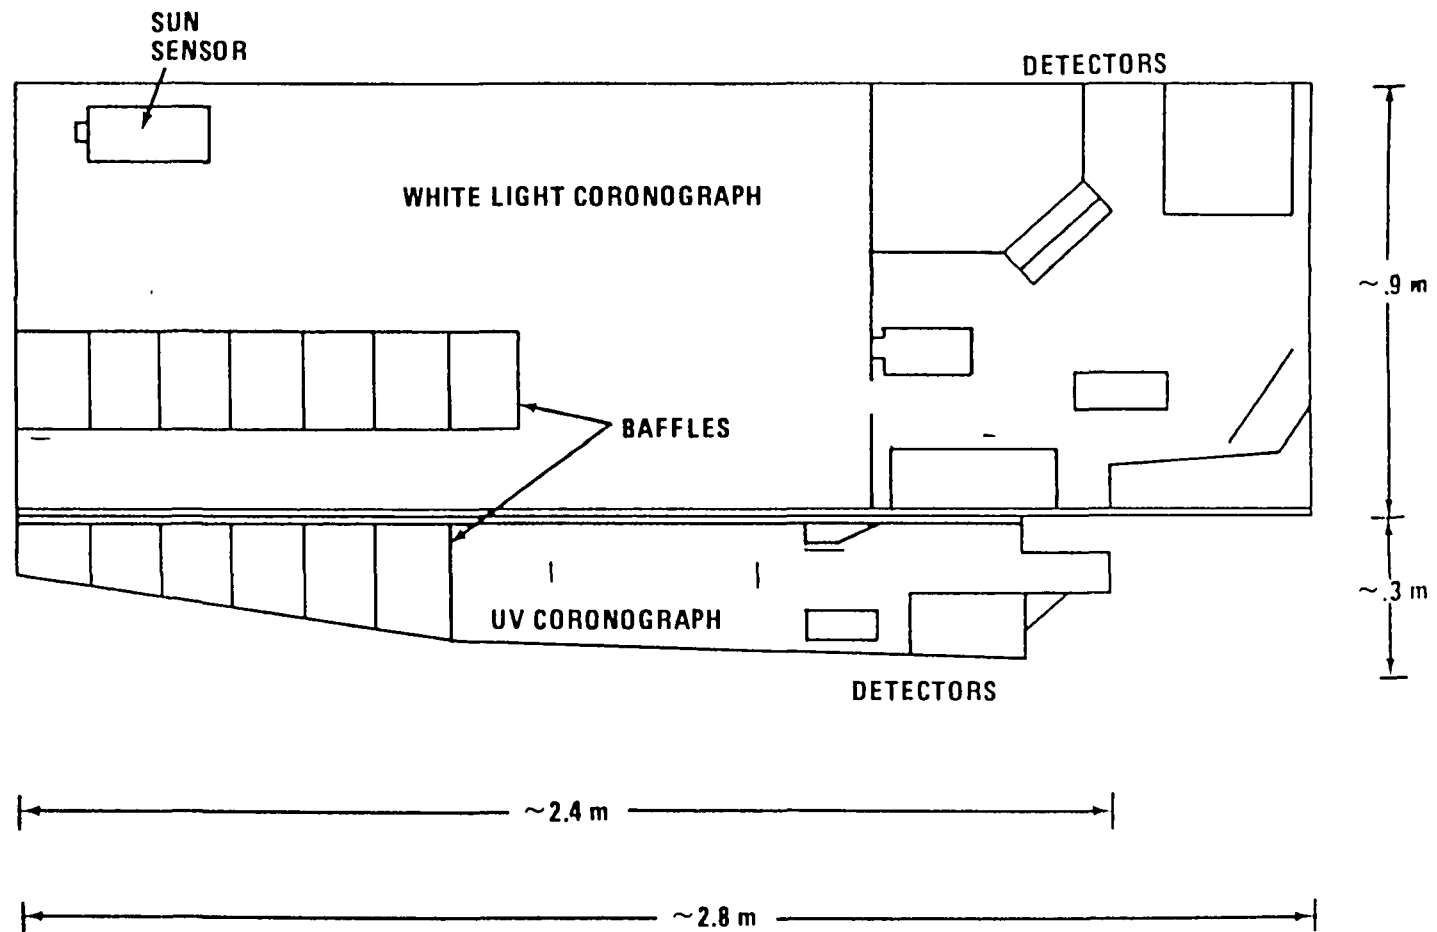 SUN
SENSOR
DETECTORS
WHITE LIGHT CORONOGRAPH
~.9 m
BAFFLES
~.3 m
UV CORONOGRAPH
DETECTORS
~2.4 m
~2.8 m